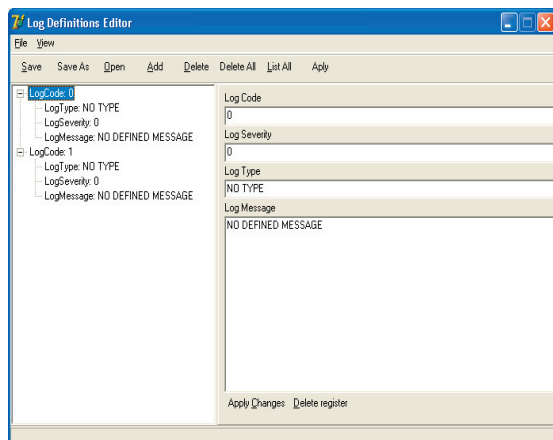 Log Definitions Editor
File View
Save Save As Open Add Delete Delete All List All Aply
LogCode: 0
LogType: NO TYPE
LogSeverity: 0
LogMessage: NO DEFINED MESSAGE
LogCode: 1
LogType: NO TYPE
LogSeverity: 0
LogMessage: NO DEFINED MESSAGE
Log Code
0
Log Severity
0
Log Type
NO TYPE
Log Message
NO DEFINED MESSAGE
Apply Changes Delete register